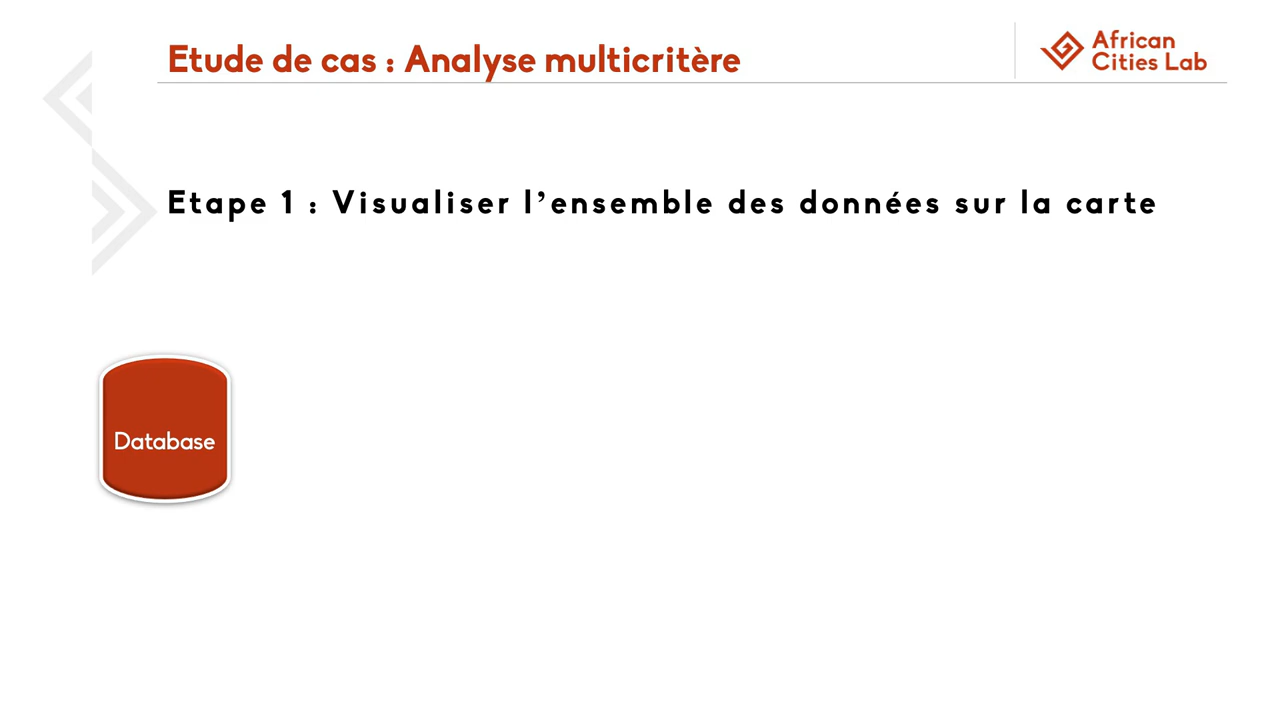 Etude de cas : Analyse multicritère
African
Cities Lab
Etape 1 : Visualiser l’ensemble des données sur la carte
Database